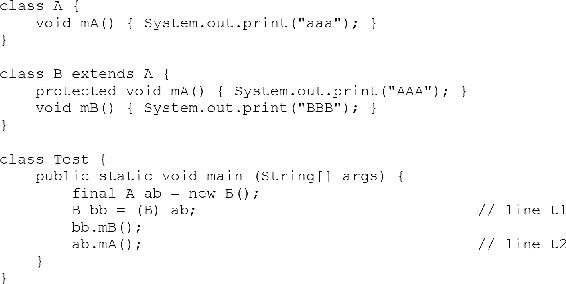 class A {
    void mA() { System.out.print("aaa"); }
}

class B extends A {
    protected void mA() { System.out.print("AAA"); }
    void mB() { System.out.print("BBB"); }
}

class Test {
    public static void main (String[] args) {
        final A ab = new B();
        B bb = (B) ab;                                // line t1
        bb.mB();
        ab.mA();                                      // line t2
    }
}